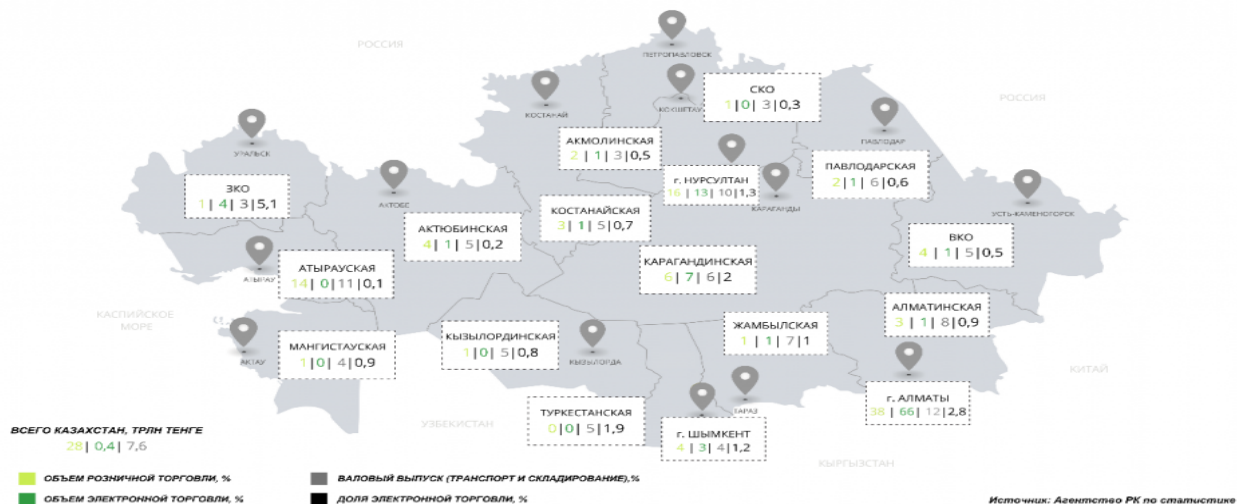 РОССИЯ
ПЕТРОПАВЛОВСК
КОСТАНАЙ
КОКШЕТАУ
СКО
1|0| 3|0,3
РОССИЯ
ПАВЛОДАР
УРАЛЬСК
АКМОЛИНСКАЯ
2 | 1 | 3|0,5
ПАВЛОДАРСКАЯ
2|1| 6|0,6
г. НУРСУЛТАН
16 | 13| 10|1,3
КАРАГАНДЫ
ЗКО
1| 4| 3|5,1
АКТОБЕ
КОСТАНАЙСКАЯ
3| 1| 5|0,7
УСТЬ-КАМЕНОГОРСК
АКТЮБИНСКАЯ
4| 1| 5|0,2
ВКО
4 | 1| 5|0,5
АТЫРАУ
АТЫРАУСКАЯ
14| 0|11|0,1
КАРАГАНДИНСКАЯ
6| 7| 6|2
КАСПИЙСКОЕ
МОРЕ
АЛМАТИНСКАЯ
3| 1| 8|0,9
АКТАУ
МАНГИСТАУСКАЯ
1|0| 4|0,9
КЫЗЫЛОРДИНСКАЯ
1|0| 5|0,8
КЫЗЫЛОРДА
ЖАМБЫЛСКАЯ
1| 1| 7|1
КИТАЙ
г. АЛМАТЫ
38 | 66| 12|2,8
ТАРАЗ
ТУРКЕСТАНСКАЯ
0|0| 5|1,9
УЗБЕКИСТАН
г. ШЫМКЕНТ
4 | 3| 4|1,2
КЫРГЫЗСТАН
ВСЕГО КАЗАХСТАН, ТРЛН ТЕНГЕ
28| 0,4| 7,6
ОБЪЕМ РОЗНИЧНОЙ ТОРГОВЛИ, %
ВАЛОВЫЙ ВЫПУСК (ТРАНСПОРТ И СКЛАДИРОВАНИЕ),%
ОБЪЕМ ЭЛЕКТРОННОЙ ТОРГОВЛИ, %
ДОЛЯ ЭЛЕКТРОННОЙ ТОРГОВЛИ, %
Источник: Агентство РК по статистике